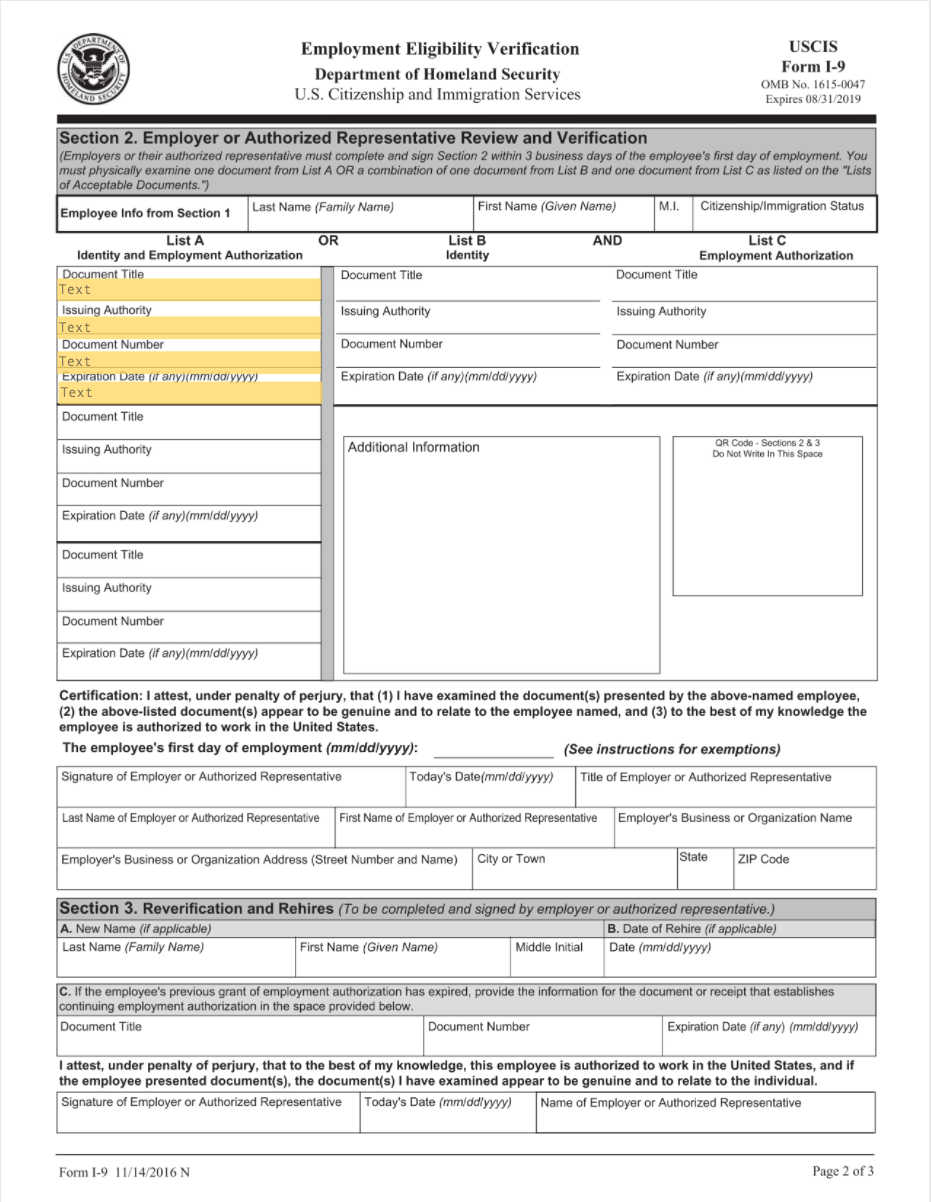 U.S. DEPARTMENT OF HOMELAND SECURITY
Employment Eligibility Verification
Department of Homeland Security
U.S. Citizenship and Immigration Services
USCIS
Form I-9
OMB No. 1615-0047
Expires 08/31/2019
Section 2. Employer or Authorized Representative Review and Verification
(Employers or their authorized representative must complete and sign Section 2 within 3 business days of the employee's first day of employment. You
must physically examine one document from List A OR a combination of one document from List B and one document from List C as listed on the "Lists
of Acceptable Documents.")
Employee Info from Section 1
Last Name (Family Name)
First Name (Given Name)
M.I.
Citizenship/Immigration Status
List A
Identity and Employment Authorization
OR
List B
Identity
AND
List C
Employment Authorization
Document Title
Text
Issuing Authority
Text
Document Number
Text
Expiration Date (if any)(mm/dd/yyyy)
Text
Document Title
Issuing Authority
Document Number
Expiration Date (if any)(mm/dd/yyyy)
Document Title
Issuing Authority
Document Number
Expiration Date (if any)(mm/dd/yyyy)
Document Title
Issuing Authority
Document Number
Expiration Date (if any)(mm/dd/yyyy)
Document Title
Issuing Authority
Document Number
Expiration Date (if any)(mm/dd/yyyy)
Additional Information
QR Code - Sections 2 & 3
Do Not Write In This Space
Certification: I attest, under penalty of perjury, that (1) I have examined the document(s) presented by the above-named employee,
(2) the above-listed document(s) appear to be genuine and to relate to the employee named, and (3) to the best of my knowledge the
employee is authorized to work in the United States.
The employee's first day of employment (mm/dd/yyyy):
(See instructions for exemptions)
Signature of Employer or Authorized Representative
Today's Date(mm/dd/yyyy)
Title of Employer or Authorized Representative
Last Name of Employer or Authorized Representative
First Name of Employer or Authorized Representative
Employer's Business or Organization Name
Employer's Business or Organization Address (Street Number and Name)
City or Town
State
ZIP Code
Section 3. Reverification and Rehires (To be completed and signed by employer or authorized representative.)
A. New Name (if applicable)
B. Date of Rehire (if applicable)
Last Name (Family Name)
First Name (Given Name)
Middle Initial
Date (mm/dd/yyyy)
C. If the employee's previous grant of employment authorization has expired, provide the information for the document or receipt that establishes
continuing employment authorization in the space provided below.
Document Title
Document Number
Expiration Date (if any) (mm/dd/yyyy)
I attest, under penalty of perjury, that to the best of my knowledge, this employee is authorized to work in the United States, and if
the employee presented document(s), the document(s) I have examined appear to be genuine and to relate to the individual.
Signature of Employer or Authorized Representative
Today's Date (mm/dd/yyyy)
Name of Employer or Authorized Representative
Form I-9 11/14/2016 N
Page 2 of 3